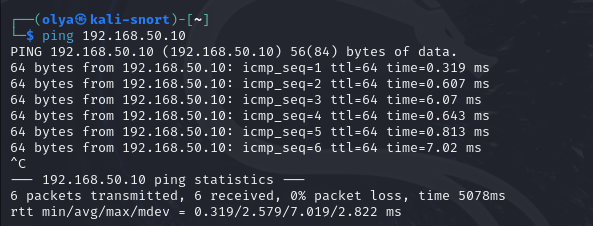 ┌──(olya㉿kali-snort)-[~]
└─$ ping 192.168.50.10
PING 192.168.50.10 (192.168.50.10) 56(84) bytes of data.
64 bytes from 192.168.50.10: icmp_seq=1 ttl=64 time=0.319 ms
64 bytes from 192.168.50.10: icmp_seq=2 ttl=64 time=0.607 ms
64 bytes from 192.168.50.10: icmp_seq=3 ttl=64 time=6.07 ms
64 bytes from 192.168.50.10: icmp_seq=4 ttl=64 time=0.643 ms
64 bytes from 192.168.50.10: icmp_seq=5 ttl=64 time=0.813 ms
64 bytes from 192.168.50.10: icmp_seq=6 ttl=64 time=7.02 ms
^C
--- 192.168.50.10 ping statistics ---
6 packets transmitted, 6 received, 0% packet loss, time 5078ms
rtt min/avg/max/mdev = 0.319/2.579/7.019/2.822 ms